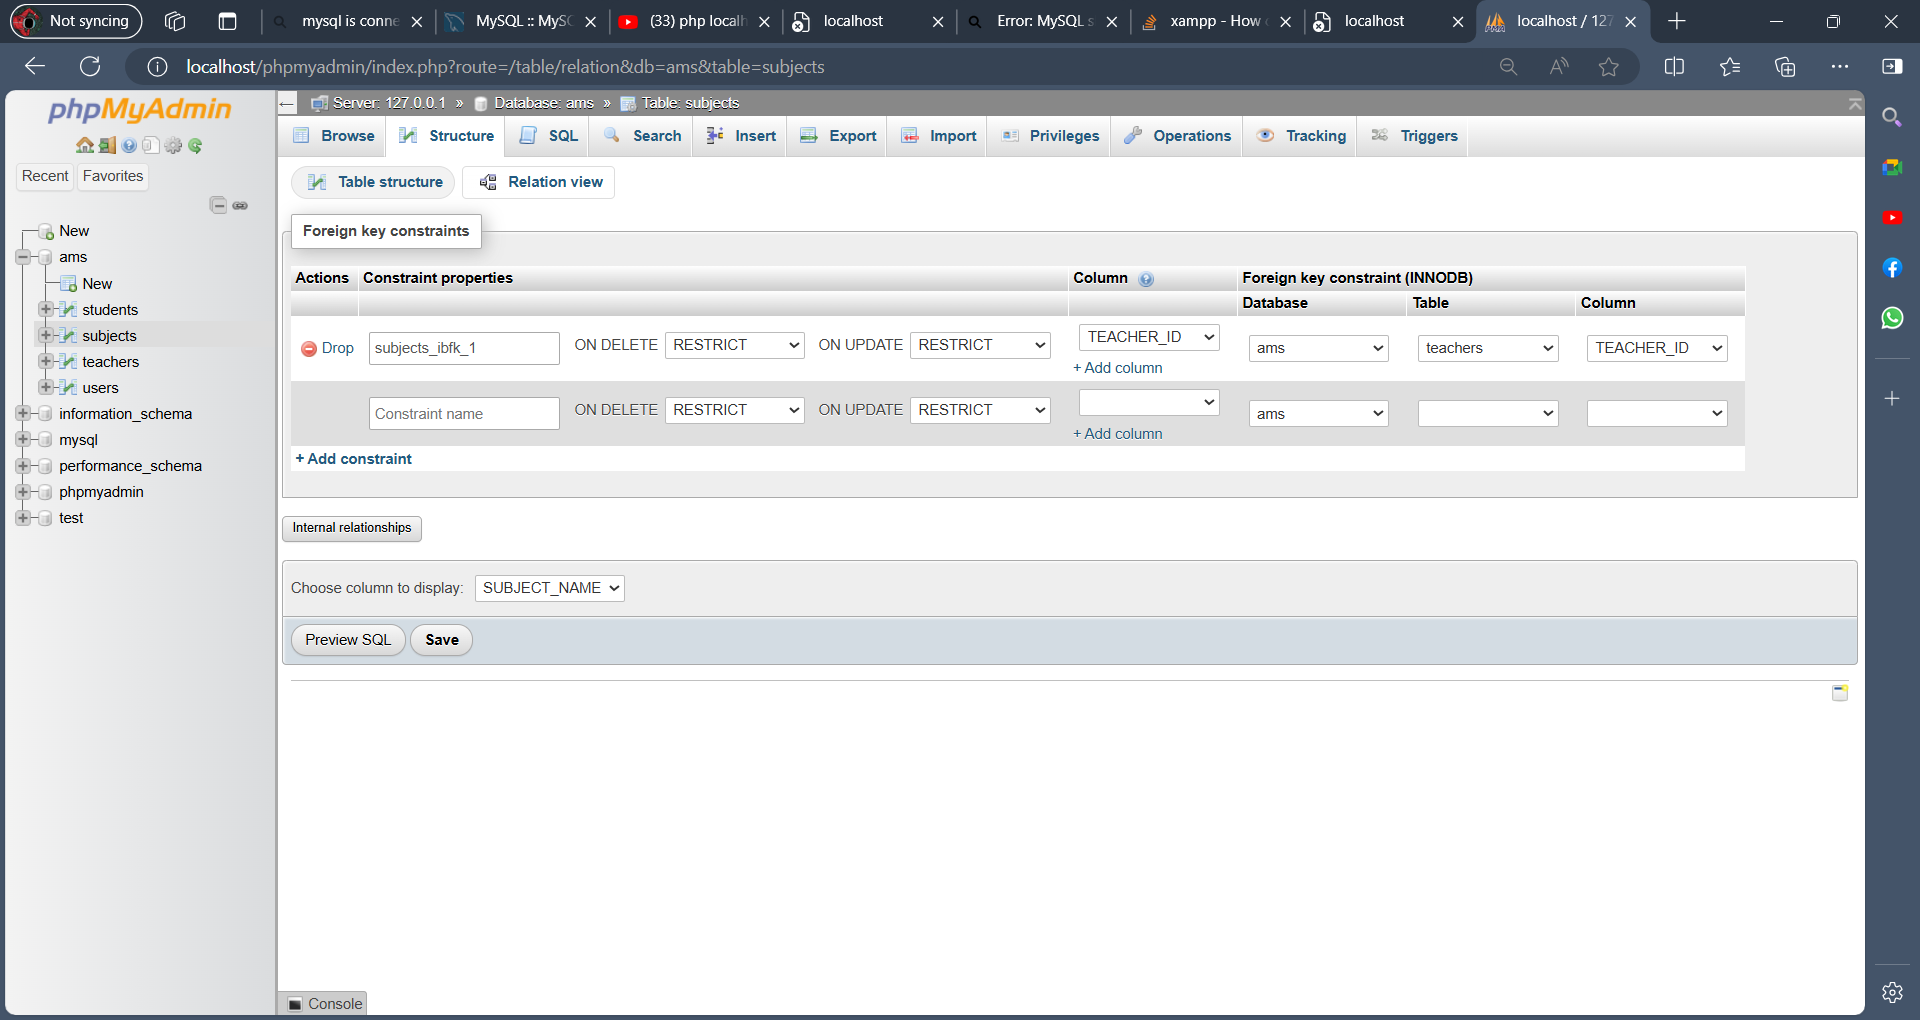 Not syncing
mysql is conne
MySQL :: MySC
(33) php localh
localhost
Error: MySQL s
xampp - How
localhost
localhost / 127
localhost/phpmyadmin/index.php?route=/table/relation&db=ams&table=subjects
phpMyAdmin
Recent
Favorites
New
ams
New
students
subjects
teachers
users
information_schema
mysql
performance_schema
phpmyadmin
test
Server: 127.0.0.1 » Database: ams » Table: subjects
Browse
Structure
SQL
Search
Insert
Export
Import
Privileges
Operations
Tracking
Triggers
Table structure
Relation view
Foreign key constraints
Actions Constraint properties Column Foreign key constraint (INNODB)
Database Table Column
Drop subjects_ibfk_1 ON DELETE RESTRICT ON UPDATE RESTRICT TEACHER_ID ams teachers TEACHER_ID
+ Add column
Constraint name ON DELETE RESTRICT ON UPDATE RESTRICT ams
+ Add column
+ Add constraint
Internal relationships
Choose column to display: SUBJECT_NAME
Preview SQL
Save
Console